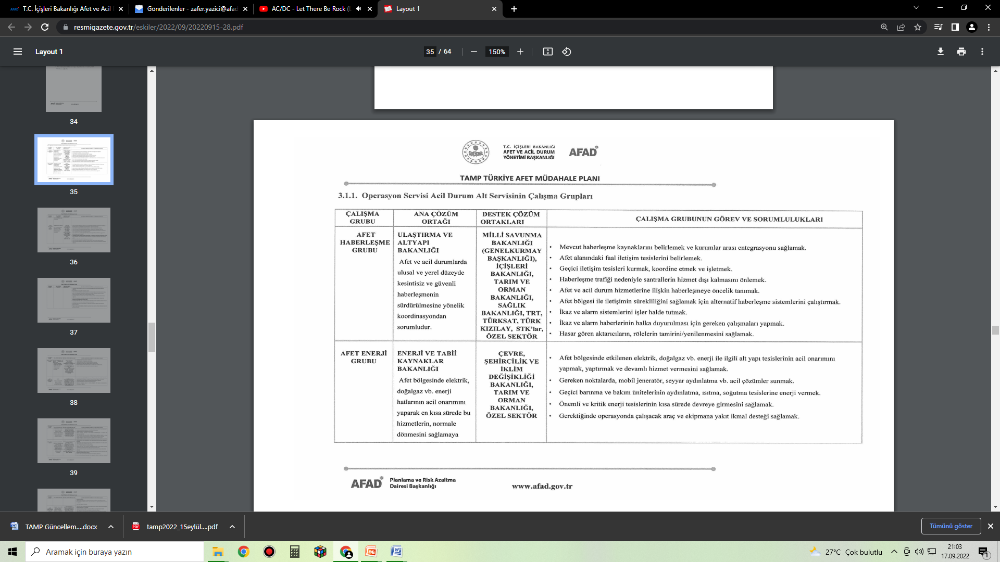 T.C. İçişleri Bakanlığı Afet ve Acil
Gönderilenler - zafer.yazici@afad
AC/DC - Let There Be Rock (
Layout 1
resmigazete.gov.tr/eskiler/2022/09/20220915-28.pdf
Layout 1
35 / 64
150%
34
35
36
37
38
39
T.C. İÇİŞLERİ BAKANLIĞI
AFET VE ACİL DURUM
YÖNETİMİ BAŞKANLIĞI
AFAD
TAMP TÜRKİYE AFET MÜDAHALE PLANI
3.1.1. Operasyon Servisi Acil Durum Alt Servisinin Çalışma Grupları
ÇALIŞMA
GRUBU
ANA ÇÖZÜM
ORTAĞI
DESTEK ÇÖZÜM
ORTAKLARI
ÇALIŞMA GRUBUNUN GÖREV VE SORUMLULUKLARI
AFET
HABERLEŞME
GRUBU
ULAŞTIRMA VE
ALTYAPI
BAKANLIĞI
Afet ve acil durumlarda
ulusal ve yerel düzeyde
kesintisiz ve güvenli
haberleşmenin
sürdürülmesine yönelik
koordinasyondan
sorumludur.
MİLLİ SAVUNMA
BAKANLIĞI
(GENELKURMAY
BAŞKANLIĞI),
İÇİŞLERİ
BAKANLIĞI,
TARIM VE
ORMAN
BAKANLIĞI,
SAĞLIK
BAKANLIĞI, TRT,
TÜRKSAT, TÜRK
KIZILAY, STK'lar,
ÖZEL SEKTÖR
• Mevcut haberleşme kaynaklarını belirlemek ve kurumlar arası entegrasyonu sağlamak.
• Afet alanındaki faal iletişim tesislerini belirlemek.
• Geçici iletişim tesisleri kurmak, koordine etmek ve işletmek.
• Haberleşme trafiği nedeniyle santrallerin hizmet dışı kalmasını önlemek.
• Afet ve acil durum hizmetlerine ilişkin haberleşmeye öncelik tanımak.
• Afet bölgesi ile iletişimin sürekliliğini sağlamak için alternatif haberleşme sistemlerini çalıştırmak.
• İkaz ve alarm sistemlerini işler halde tutmak.
• İkaz ve alarm haberlerinin halka duyurulması için gereken çalışmaları yapmak.
• Hasar gören aktarıcıların, rölelerin tamirini/yenilenmesini sağlamak.
AFET ENERJİ
GRUBU
ENERJİ VE TABİİ
KAYNAKLAR
BAKANLIĞI
Afet bölgesinde elektrik,
doğalgaz vb. enerji
hatlarının acil onarımını
yaparak en kısa sürede bu
hizmetlerin, normale
dönmesini sağlamaya
ÇEVRE,
ŞEHİRCİLİK VE
İKLİM
DEĞİŞİKLİĞİ
BAKANLIĞI,
TARIM VE
ORMAN
BAKANLIĞI,
ÖZEL SEKTÖR
• Afet bölgesinde etkilenen elektrik, doğalgaz vb. enerji ile ilgili alt yapı tesislerinin acil onarımını
yapmak, yaptırmak ve devamlı hizmet vermesini sağlamak.
• Gereken noktalarda, mobil jeneratör, seyyar aydınlatma vb. acil çözümler sunmak.
• Geçici barınma ve bakım ünitelerinin aydınlatma, ısıtma, soğutma tesislerine enerji vermek.
• Önemli ve kritik enerji tesislerinin kısa sürede devreye girmesini sağlamak.
• Gerektiğinde operasyonda çalışacak araç ve ekipmana yakıt ikmal desteği sağlamak.
AFAD
Planlama ve Risk Azaltma
Dairesi Başkanlığı
www.afad.gov.tr
TAMP Güncellem....docx
tamp2022_15eylül....pdf
Tümünü göster
Aramak için buraya yazın
27°C Çok bulutlu
21:03
17.09.2022
1